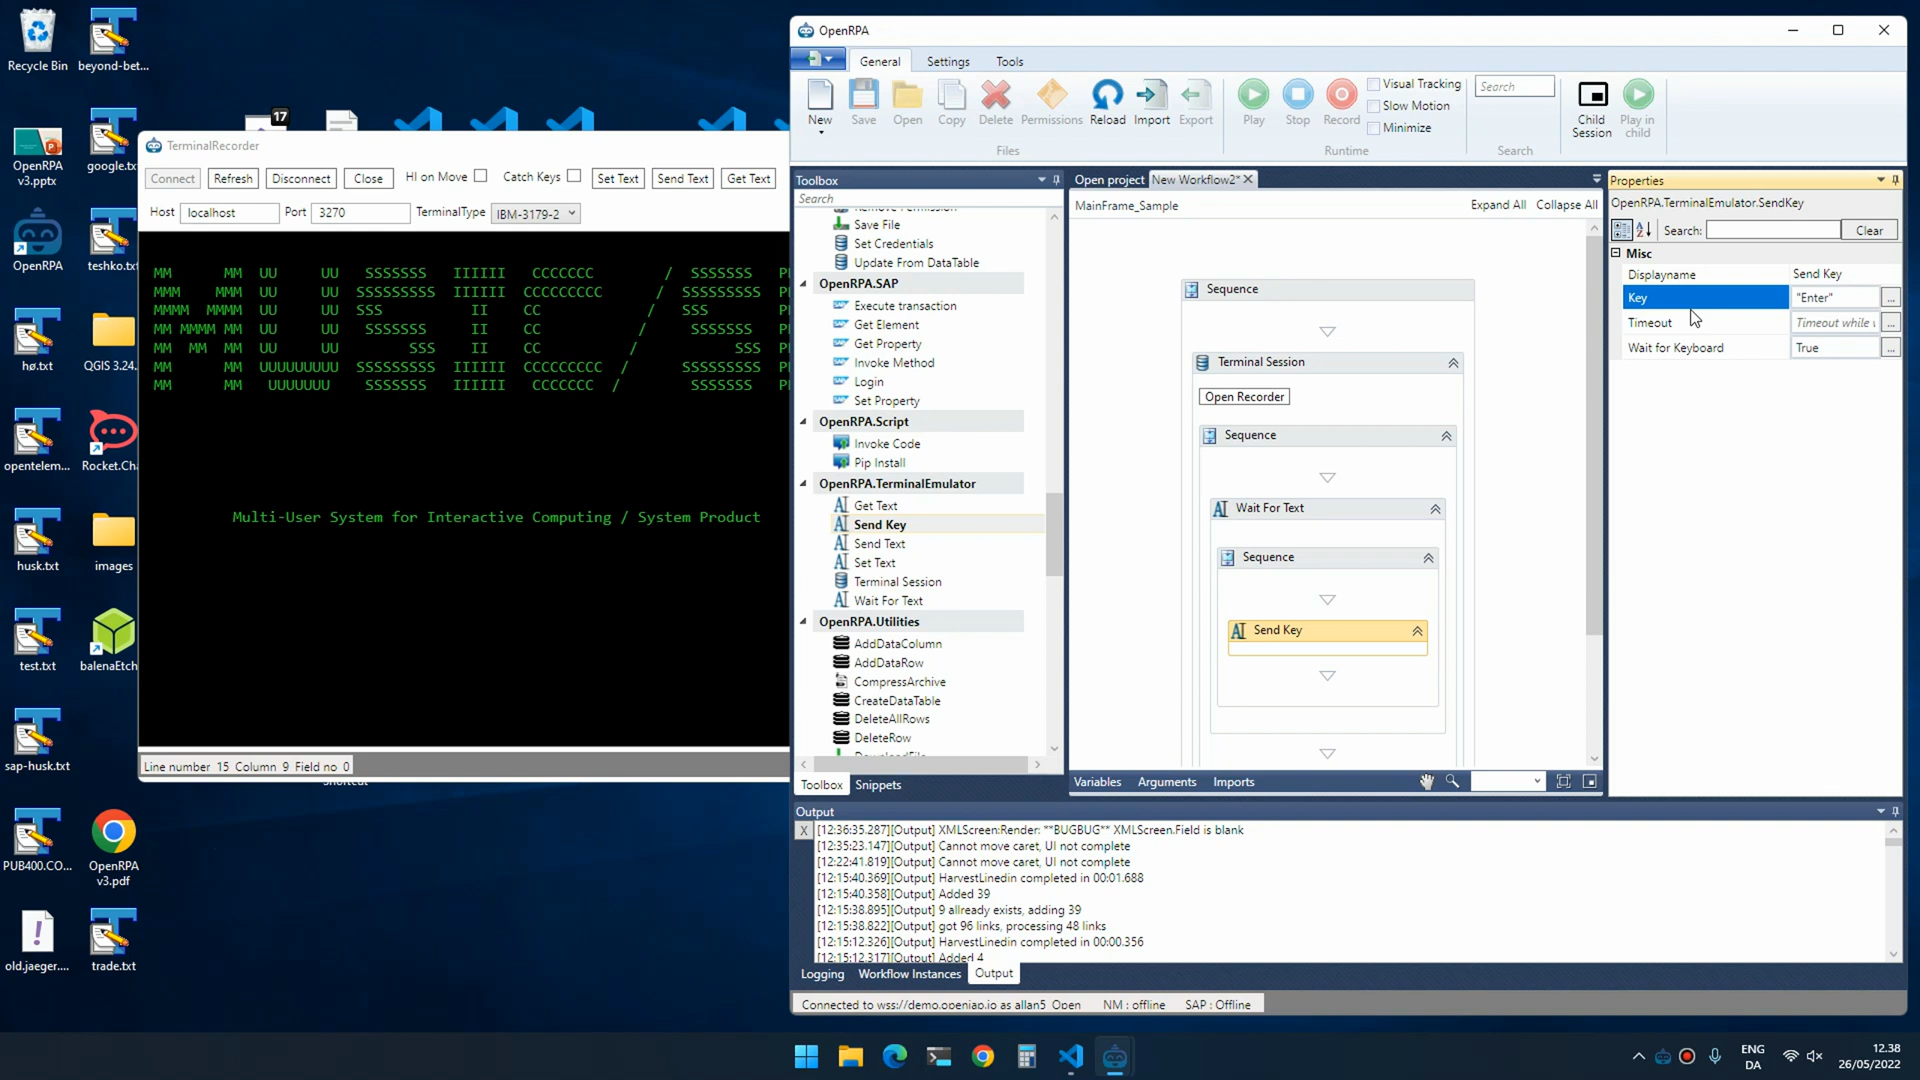 Recycle Bin
beyond-bet...
OpenRPA v3.pptx
google.tx
OpenRPA
teshko.tx
hø.txt
QGIS 3.24.
opentelem...
Rocket.Cha
husk.txt
images
test.txt
balenaEtch
sap-husk.txt
PUB400.CO...
OpenRPA v3.pdf
old.jaeger....
trade.txt
17
TerminalRecorder
Connect Refresh Disconnect Close HI on Move Catch Keys Set Text Send Text Get Text
Host localhost Port 3270 TerminalType IBM-3179-2
MM      MM  UU     UU   SSSSSSS   IIIIII   CCCCCCC        /  SSSSSSS   P
MMM    MMM  UU     UU  SSSSSSSSS  IIIIII  CCCCCCCCC      /  SSSSSSSSS  P
MMMM  MMMM  UU     UU  SSS          II    CC            /   SSS        P
MM MMMM MM  UU     UU   SSSSSSS     II    CC           /     SSSSSSS   P
MM  MM  MM  UU     UU        SSS    II    CC          /           SSS  P
MM      MM  UUUUUUUUU  SSSSSSSSS  IIIIII  CCCCCCCCC  /      SSSSSSSSS  P
MM      MM   UUUUUUU    SSSSSSS   IIIIII   CCCCCCC  /        SSSSSSS   P
Multi-User System for Interactive Computing / System Product
Line number 15 Column 9 Field no 0
OpenRPA
General Settings Tools
New Save Open Copy Delete Permissions Reload Import Export
Files
Play Stop Record
Visual Tracking
Slow Motion
Minimize
Runtime
Search
Search
Child Session
Play in child
Toolbox
Search
Save File
Set Credentials
Update From DataTable
OpenRPA.SAP
Execute transaction
Get Element
Get Property
Invoke Method
Login
Set Property
OpenRPA.Script
Invoke Code
Pip Install
OpenRPA.TerminalEmulator
Get Text
Send Key
Send Text
Set Text
Terminal Session
Wait For Text
OpenRPA.Utilities
AddDataColumn
AddDataRow
CompressArchive
CreateDataTable
DeleteAllRows
DeleteRow
Toolbox Snippets
Open project New Workflow2*
MainFrame_Sample Expand All Collapse All
Sequence
Terminal Session
Open Recorder
Sequence
Wait For Text
Sequence
Send Key
Variables Arguments Imports
Properties
OpenRPA.TerminalEmulator.SendKey
Search: Clear
Misc
Displayname Send Key
Key "Enter" ...
Timeout Timeout while ...
Wait for Keyboard True ...
Output
X
[12:36:35.287][Output] XMLScreen:Render: **BUGBUG** XMLScreen.Field is blank
[12:35:23.147][Output] Cannot move caret, UI not complete
[12:22:41.819][Output] Cannot move caret, UI not complete
[12:15:40.369][Output] HarvestLinedin completed in 00:01.688
[12:15:40.358][Output] Added 39
[12:15:38.895][Output] 9 allready exists, adding 39
[12:15:38.822][Output] got 96 links, processing 48 links
[12:15:12.326][Output] HarvestLinedin completed in 00:00.356
[12:15:12.317][Output] Added 4
Logging Workflow Instances Output
Connected to wss://demo.openiap.io as allan5 Open NM : offline SAP : Offline
ENG
DA
12.38
26/05/2022